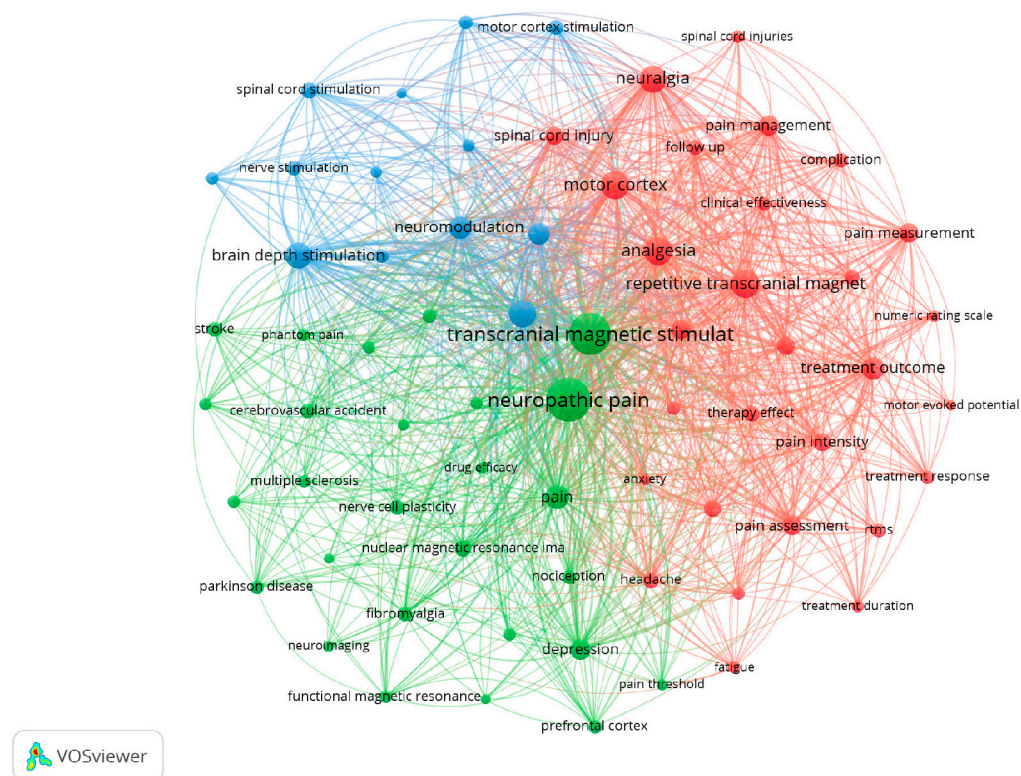 motor cortex stimulation
spinal cord injuries
neuralgia
spinal cord stimulation
pain management
spinal cord injury
follow up
complication
nerve stimulation
motor cortex
clinical effectiveness
neuromodulation
pain measurement
brain depth stimulation
analgesia
repetitive transcranial magnet
numeric rating scale
stroke
phantom pain
transcranial magnetic stimulat
treatment outcome
neuropathic pain
motor evoked potential
cerebrovascular accident
therapy effect
pain intensity
drug efficacy
multiple sclerosis
anxiety
treatment response
pain
nerve cell plasticity
pain assessment
rtms
nuclear magnetic resonance ima
nociception
headache
parkinson disease
treatment duration
fibromyalgia
neuroimaging
depression
fatigue
pain threshold
functional magnetic resonance
prefrontal cortex
VOSviewer